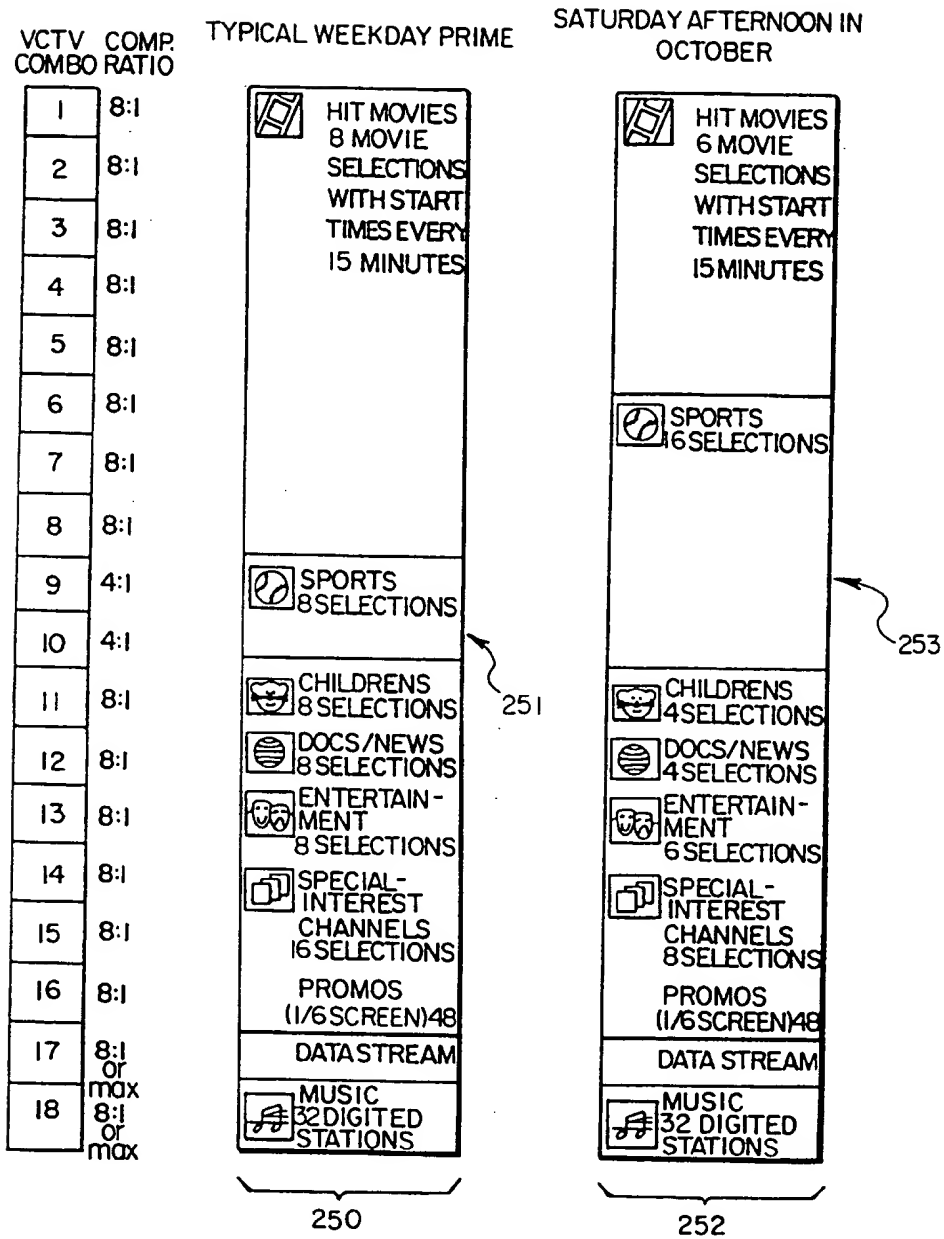 VCTV COMP.
COMBO RATIO
1 8:1
2 8:1
3 8:1
4 8:1
5 8:1
6 8:1
7 8:1
8 8:1
9 4:1
10 4:1
11 8:1
12 8:1
13 8:1
14 8:1
15 8:1
16 8:1
17 8:1
or
max
18 8:1
or
max
TYPICAL WEEKDAY PRIME
HIT MOVIES
8 MOVIE
SELECTIONS
WITH START
TIMES EVERY
15 MINUTES
SPORTS
8 SELECTIONS
251
CHILDRENS
8 SELECTIONS
DOCS/NEWS
8 SELECTIONS
ENTERTAIN-
MENT
8 SELECTIONS
SPECIAL-
INTEREST
CHANNELS
16 SELECTIONS
PROMOS
(1/6 SCREEN)48
DATA STREAM
MUSIC
32 DIGITED
STATIONS
250
SATURDAY AFTERNOON IN
OCTOBER
HIT MOVIES
6 MOVIE
SELECTIONS
WITH START
TIMES EVERY
15 MINUTES
SPORTS
16 SELECTIONS
253
CHILDRENS
4 SELECTIONS
DOCS/NEWS
4 SELECTIONS
ENTERTAIN-
MENT
6 SELECTIONS
SPECIAL-
INTEREST
CHANNELS
8 SELECTIONS
PROMOS
(1/6 SCREEN)48
DATA STREAM
MUSIC
32 DIGITED
STATIONS
252